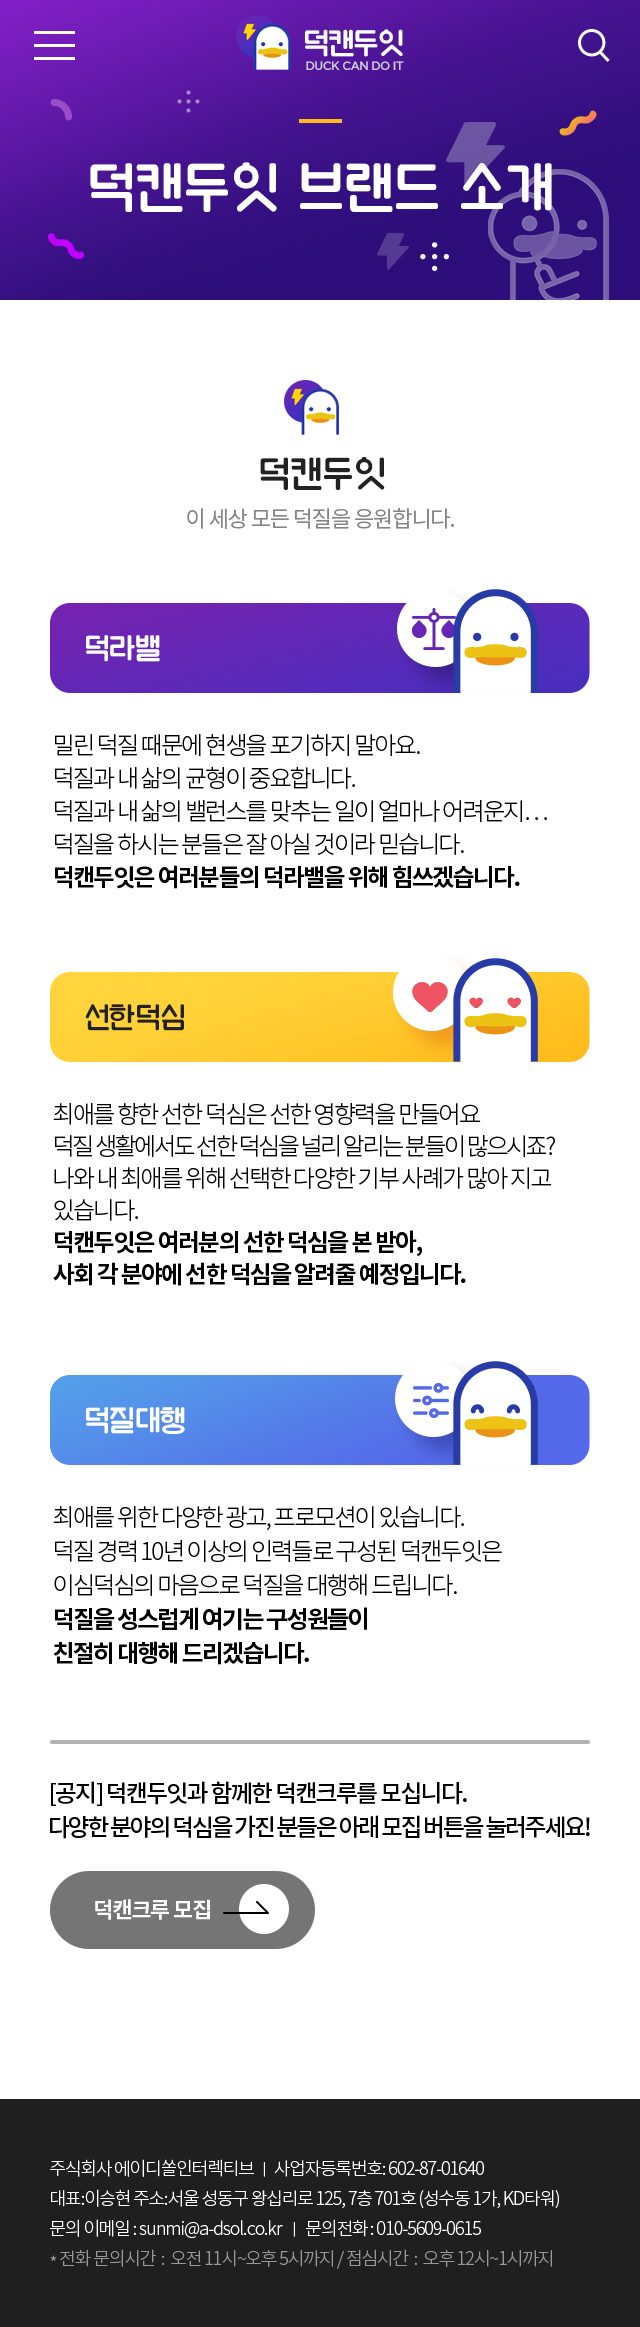 덕캔두잇
DUCK CAN DO IT
덕캔두잇 브랜드 소개
덕캔두잇
이 세상 모든 덕질을 응원합니다.
덕라밸
밀린 덕질 때문에 현생을 포기하지 말아요.
덕질과 내 삶의 균형이 중요합니다.
덕질과 내 삶의 밸런스를 맞추는 일이 얼마나 어려운지...
덕질을 하시는 분들은 잘 아실 것이라 믿습니다.
덕캔두잇은 여러분들의 덕라밸을 위해 힘쓰겠습니다.
선한덕심
최애를 향한 선한 덕심은 선한 영향력을 만들어요
덕질 생활에서도 선한 덕심을 널리 알리는 분들이 많으시죠?
나와 내 최애를 위해 선택한 다양한 기부 사례가 많아 지고
있습니다.
덕캔두잇은 여러분의 선한 덕심을 본 받아,
사회 각 분야에 선한 덕심을 알려줄 예정입니다.
덕질대행
최애를 위한 다양한 광고, 프로모션이 있습니다.
덕질 경력 10년 이상의 인력들로 구성된 덕캔두잇은
이심덕심의 마음으로 덕질을 대행해 드립니다.
덕질을 성스럽게 여기는 구성원들이
친절히 대행해 드리겠습니다.
[공지] 덕캔두잇과 함께한 덕캔크루를 모십니다.
다양한 분야의 덕심을 가진 분들은 아래 모집 버튼을 눌러주세요!
덕캔크루 모집
주식회사 에이디쏠인터렉티브 | 사업자등록번호: 602-87-01640
대표:이승현 주소:서울 성동구 왕십리로 125, 7층 701호 (성수동 1가, KD타워)
문의 이메일 : sunmi@a-dsol.co.kr | 문의전화 : 010-5609-0615
* 전화 문의시간 : 오전 11시~오후 5시까지 / 점심시간 : 오후 12시~1시까지